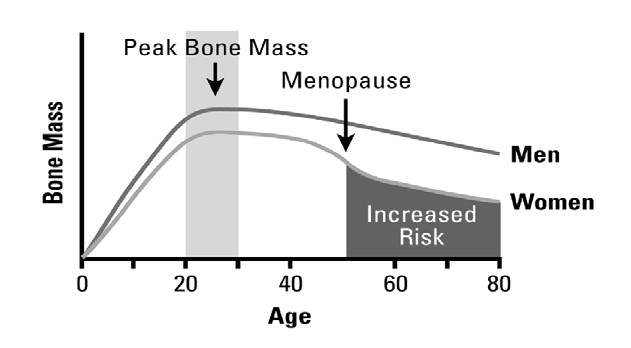 Peak Bone Mass
Menopause
Bone Mass
Men
Women
Increased
Risk
0 20 40 60 80
Age